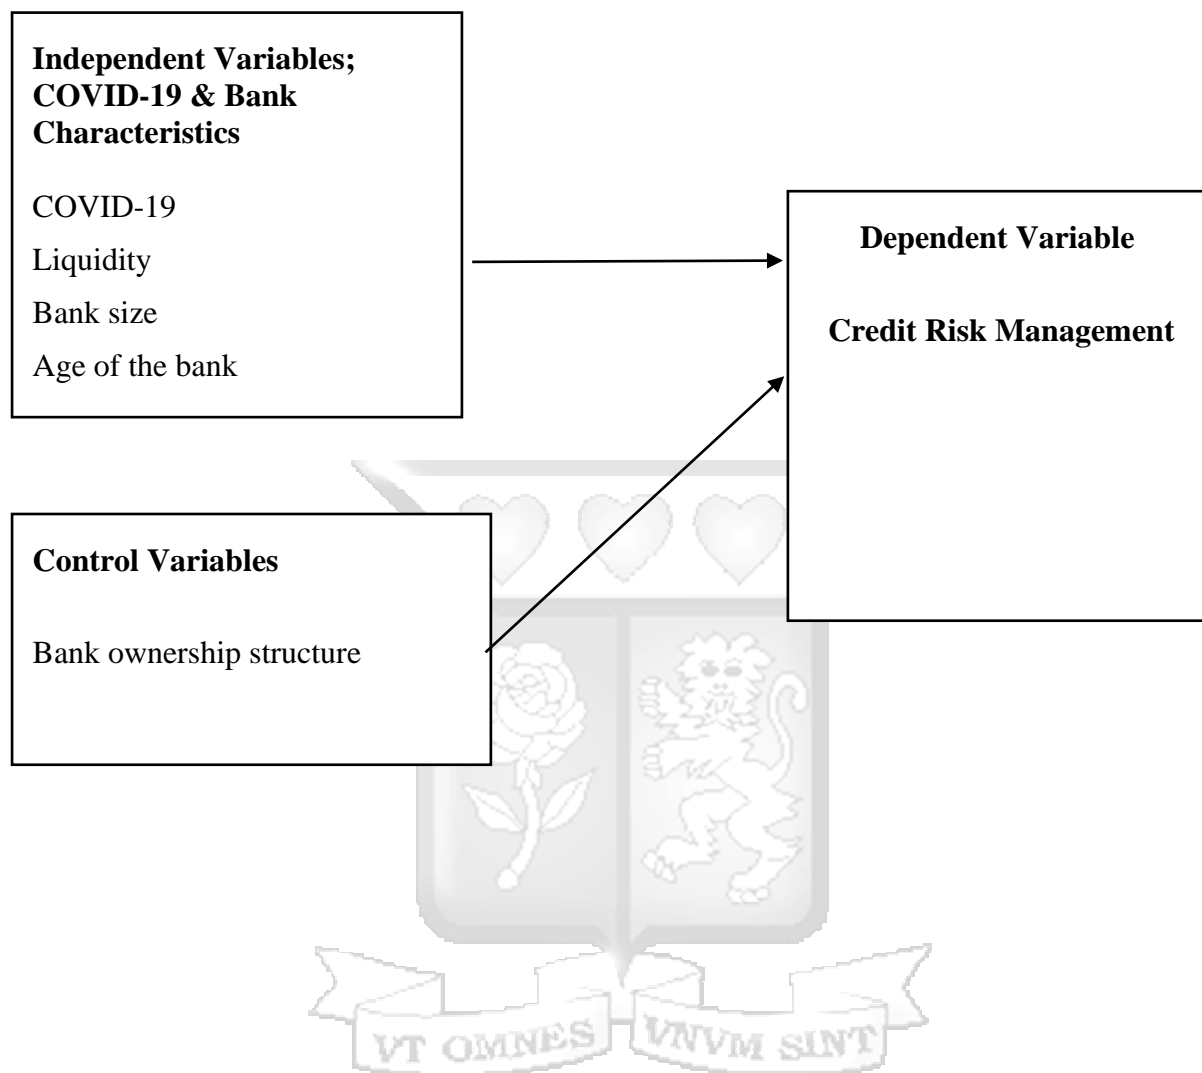 Independent Variables;
COVID-19 & Bank
Characteristics
COVID-19
Liquidity
Bank size
Age of the bank
Dependent Variable
Credit Risk Management
Control Variables
Bank ownership structure
VT OMNES VNVM SINT